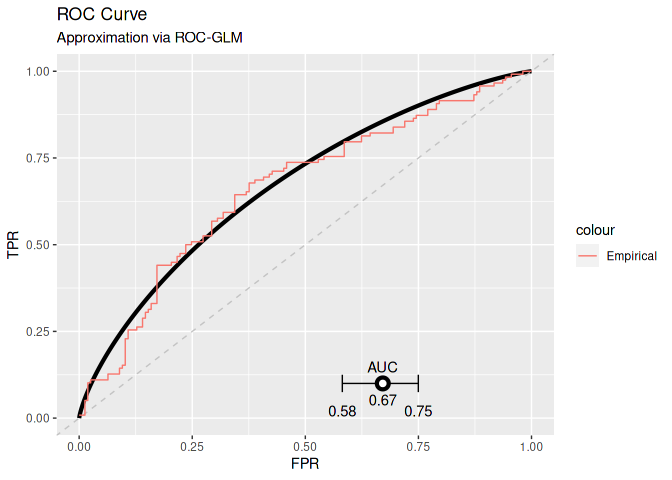 ROC Curve
Approximation via ROC-GLM
1.00
0.75
0.50
0.25
0.00
TPR
AUC
0.67
0.58 0.75
0.00 0.25 0.50 0.75 1.00
FPR
colour
Empirical